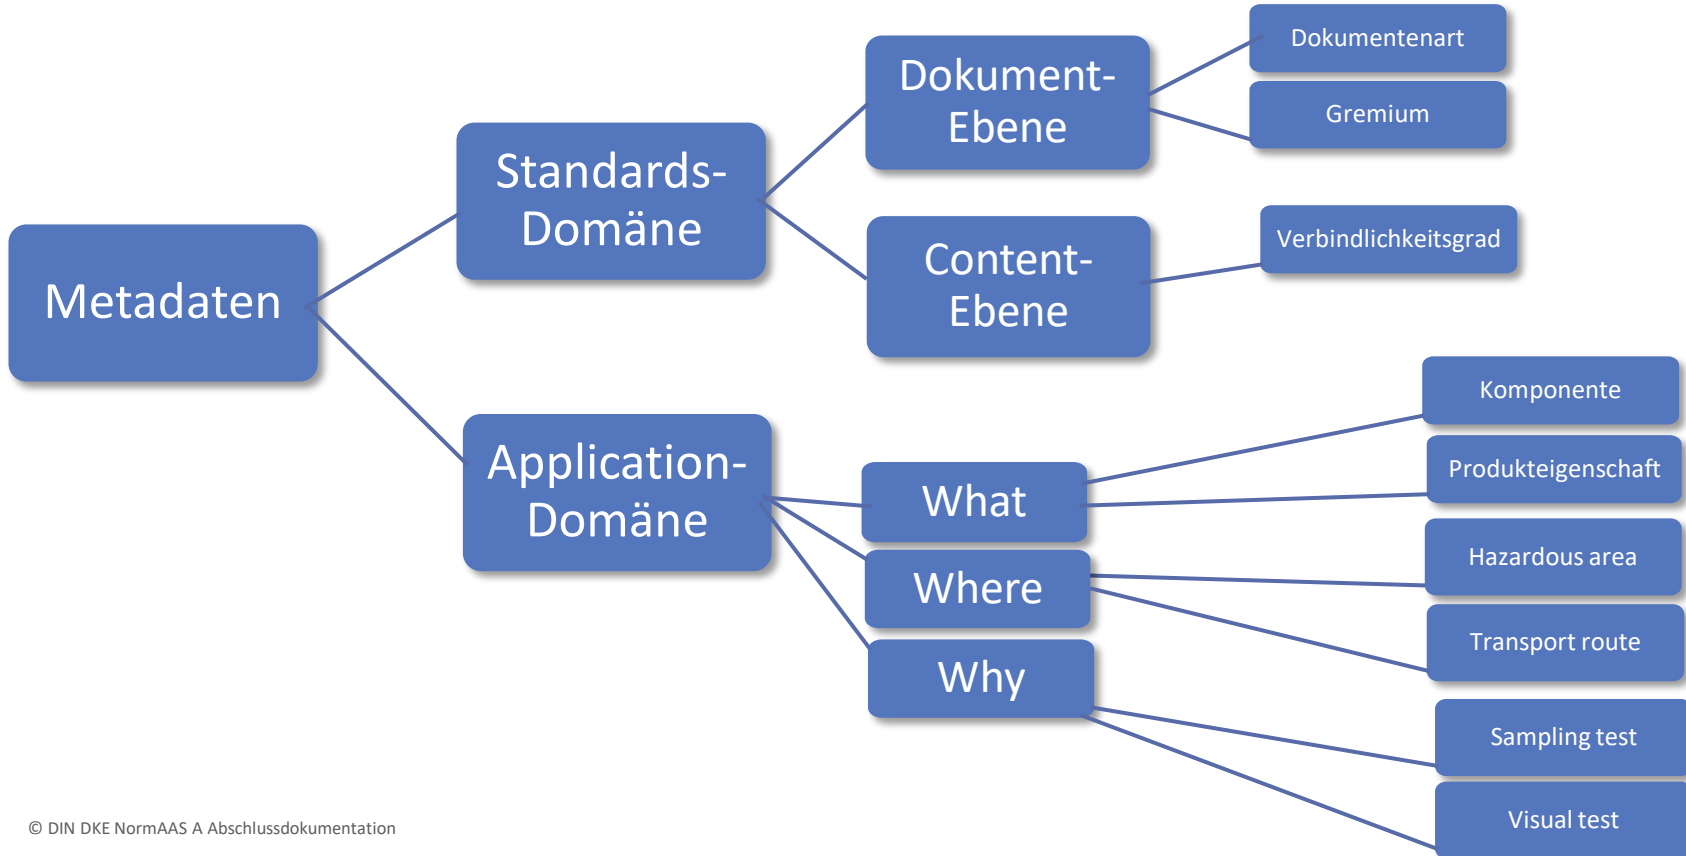 Metadaten
Standards-
Domäne
Application-
Domäne
Dokument-
Ebene
Content-
Ebene
What
Where
Why
Dokumentenart
Gremium
Verbindlichkeitsgrad
Komponente
Produkteigenschaft
Hazardous area
Transport route
Sampling test
Visual test
© DIN DKE NormAAS A Abschlussdokumentation